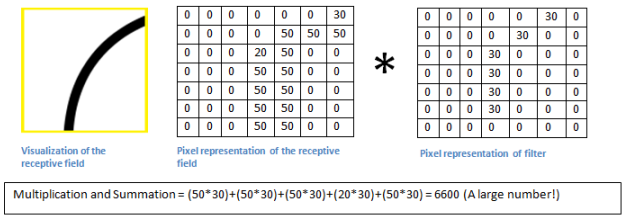 0 0 0 0 0 0 30
0 0 0 0 50 50 50
0 0 0 20 50 0 0
0 0 0 50 50 0 0
0 0 0 50 50 0 0
0 0 0 50 50 0 0
0 0 0 50 50 0 0
*
0 0 0 0 0 30 0
0 0 0 0 30 0 0
0 0 0 30 0 0 0
0 0 0 30 0 0 0
0 0 0 30 0 0 0
0 0 0 30 0 0 0
0 0 0 0 0 0 0
Visualization of the
receptive field
Pixel representation of the receptive
field
Pixel representation of filter
Multiplication and Summation = (50*30)+(50*30)+(50*30)+(20*30)+(50*30) = 6600 (A large number!)